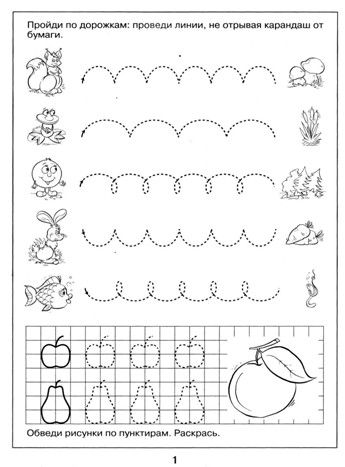 Пройди по дорожкам: проведи линии, не отрывая карандаш от
бумаги.
Обведи рисунки по пунктирам. Раскрась.
1